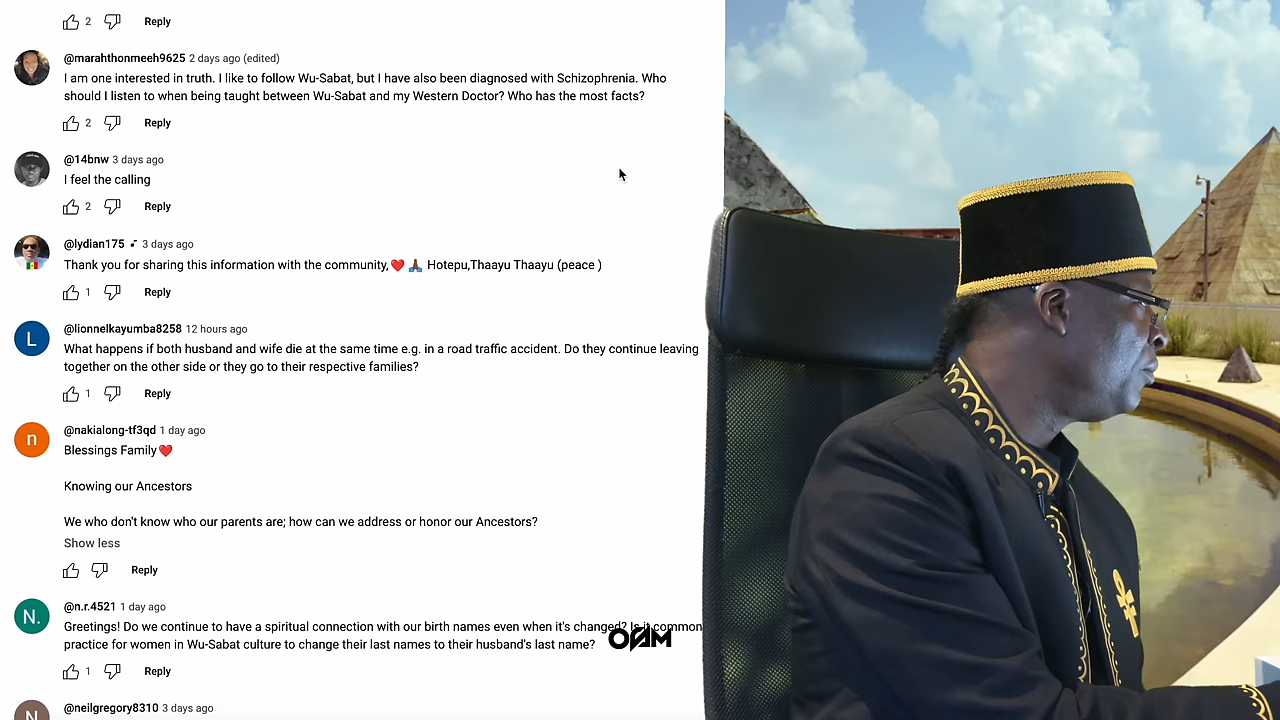 2 Reply
@marahthonmeeh9625 2 days ago (edited)
I am one interested in truth. I like to follow Wu-Sabat, but I have also been diagnosed with Schizophrenia. Who
should I listen to when being taught between Wu-Sabat and my Western Doctor? Who has the most facts?
2 Reply
@14bnw 3 days ago
I feel the calling
2 Reply
@lydian175 3 days ago
Thank you for sharing this information with the community,❤️ 🙏🏾 Hotepu,Thaayu Thaayu (peace )
1 Reply
L
@lionnelkayumba8258 12 hours ago
What happens if both husband and wife die at the same time e.g. in a road traffic accident. Do they continue leaving
together on the other side or they go to their respective families?
1 Reply
n
@nakialong-tf3qd 1 day ago
Blessings Family❤️
Knowing our Ancestors
We who don't know who our parents are; how can we address or honor our Ancestors?
Show less
Reply
N.
@n.r.4521 1 day ago
Greetings! Do we continue to have a spiritual connection with our birth names even when it's changed? Is it common
practice for women in Wu-Sabat culture to change their last names to their husband's last name?
1 Reply
N
@neilgregory8310 3 days ago